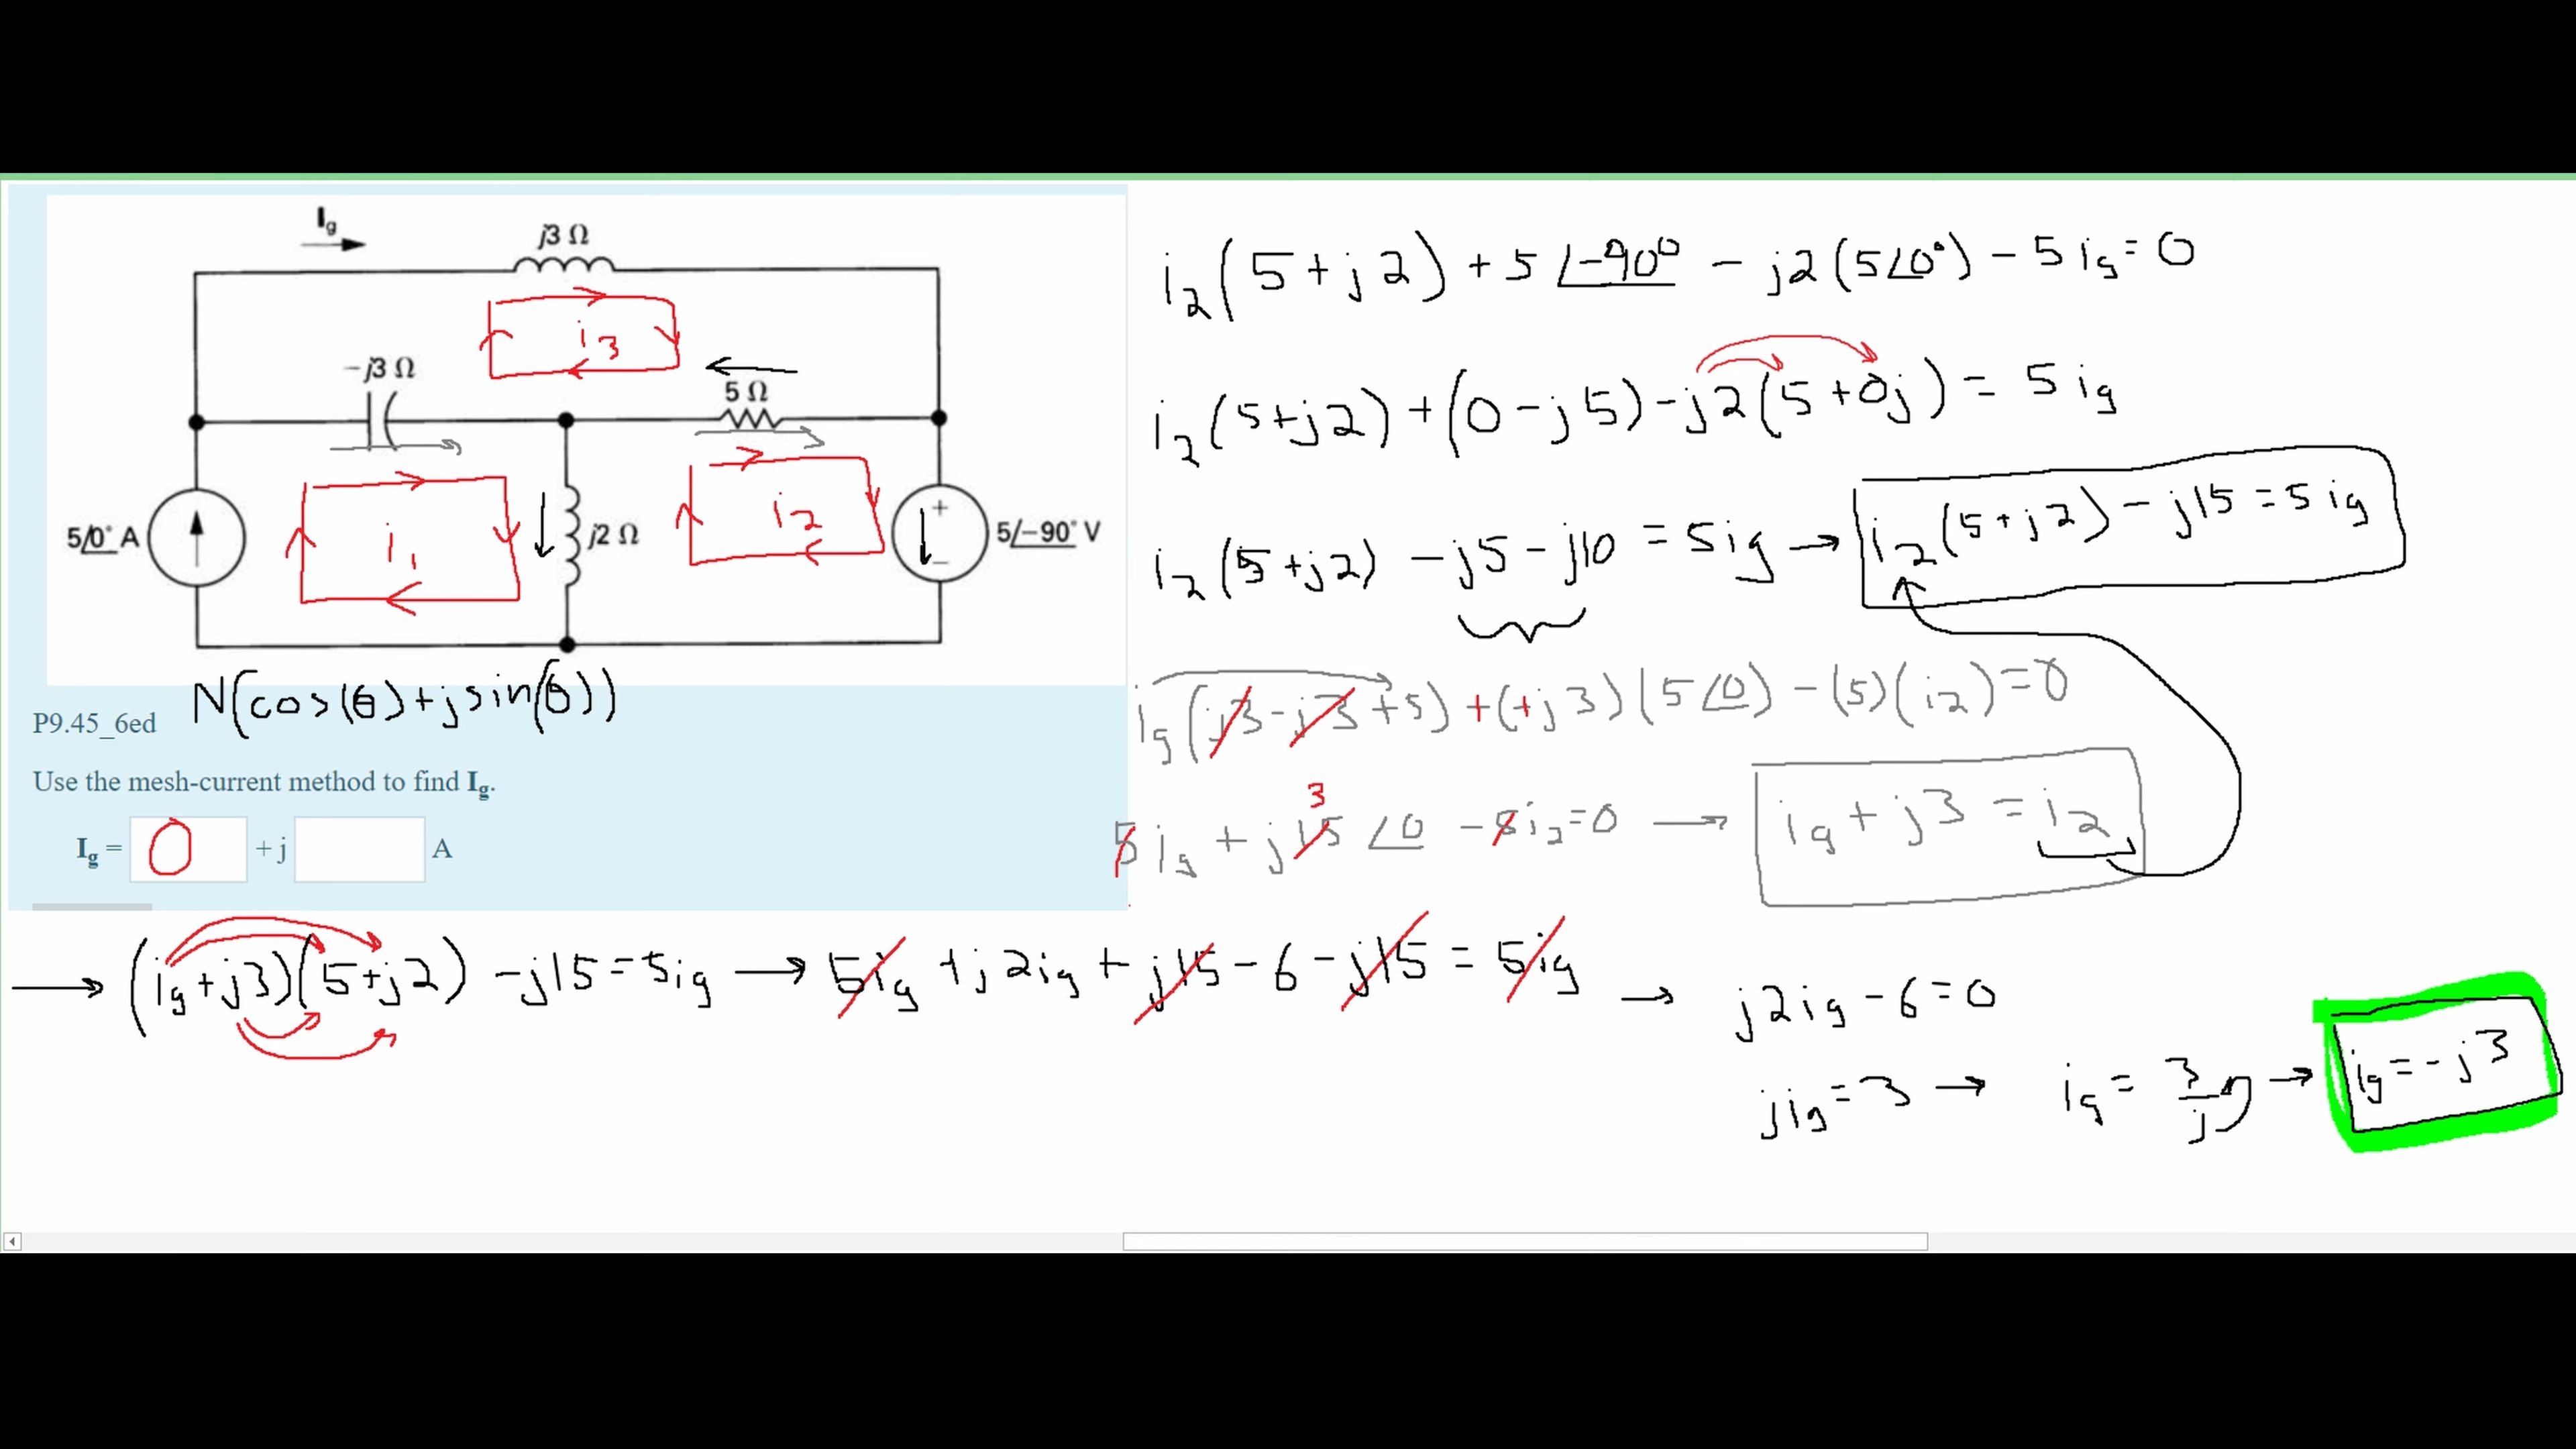 Ig
j3 Ω
i3
-j3 Ω
5 Ω
5/0° A
i1
j2 Ω
i2
+
-
5/-90° V
N(cos(θ)+jsin(θ))
P9.45_6ed
Use the mesh-current method to find Ig.
Ig = 0 + j A
i2(5+j2)+5∠-90° - j2(5∠0°) - 5ig=0
i2(5+j2)+(0-j5)-j2(5+0j) = 5ig
i2(5+j2) -j5-j10 = 5ig → i2(5+j2)-j15=5ig
ig(j3-j3+5)+(+j3)(5∠0)-(5)(i2)=0
3
5ig + j15∠0 - 5i2=0 → ig+j3=i2
→ (ig+j3)(5+j2)-j15=5ig → 5ig+j2ig+j15-6-j15=5ig → j2ig-6=0
jig=3 → ig=3/j → ig=-j3